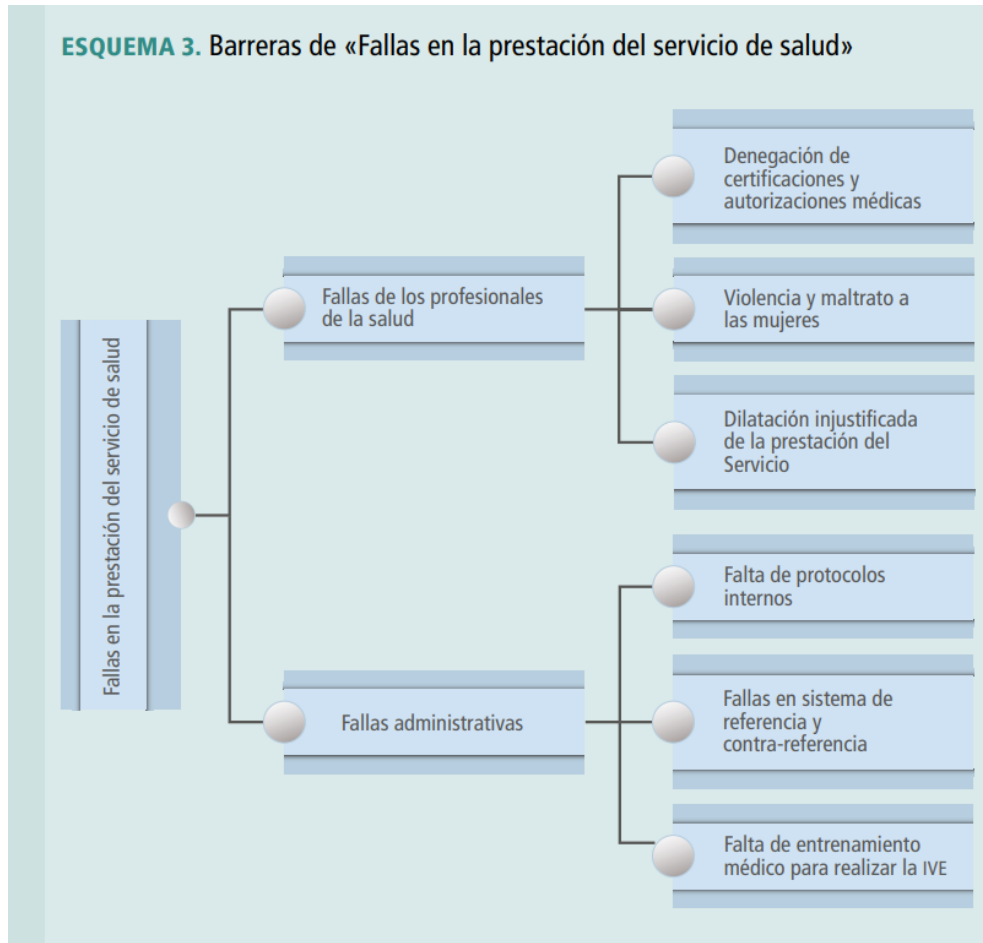 ESQUEMA 3. Barreras de «Fallas en la prestación del servicio de salud»
Fallas en la prestación del servicio de salud
Fallas de los profesionales
de la salud
Denegación de
certificaciones y
autorizaciones médicas
Violencia y maltrato a
las mujeres
Dilatación injustificada
de la prestación del
Servicio
Fallas administrativas
Falta de protocolos
internos
Fallas en sistema de
referencia y
contra-referencia
Falta de entrenamiento
médico para realizar la IVE